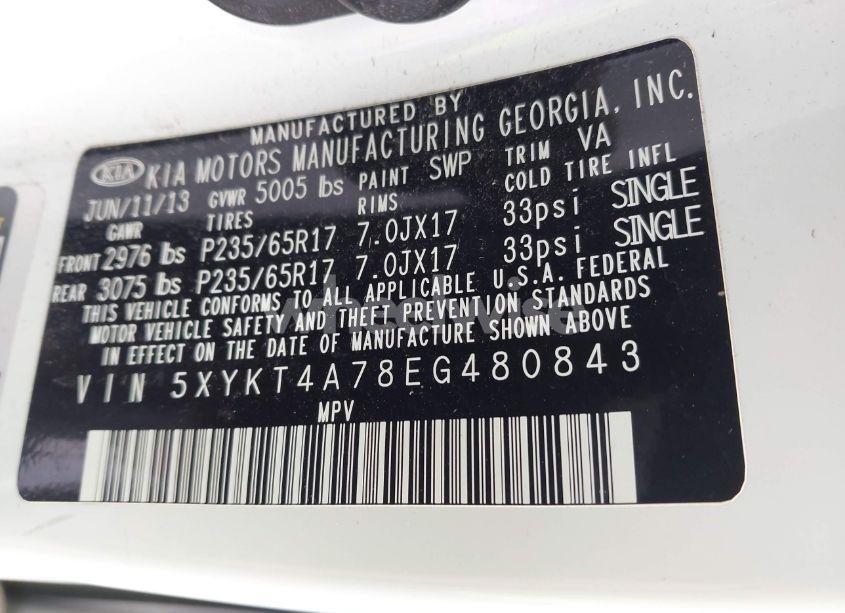 MANUFACTURED BY
KIA KIA MOTORS MANUFACTURING GEORGIA, INC.
JUN/11/13 GVWR 5005 lbs PAINT SWP TRIM VA
GAWR TIRES RIMS COLD TIRE INFL
FRONT 2976 lbs P235/65R17 7.0JX17 33psi SINGLE
REAR 3075 lbs P235/65R17 7.0JX17 33psi SINGLE
THIS VEHICLE CONFORMS TO ALL APPLICABLE U.S.A. FEDERAL
MOTOR VEHICLE SAFETY AND THEFT PREVENTION STANDARDS
IN EFFECT ON THE DATE OF MANUFACTURE SHOWN ABOVE
VIN 5XYKT4A78EG480843
MPV